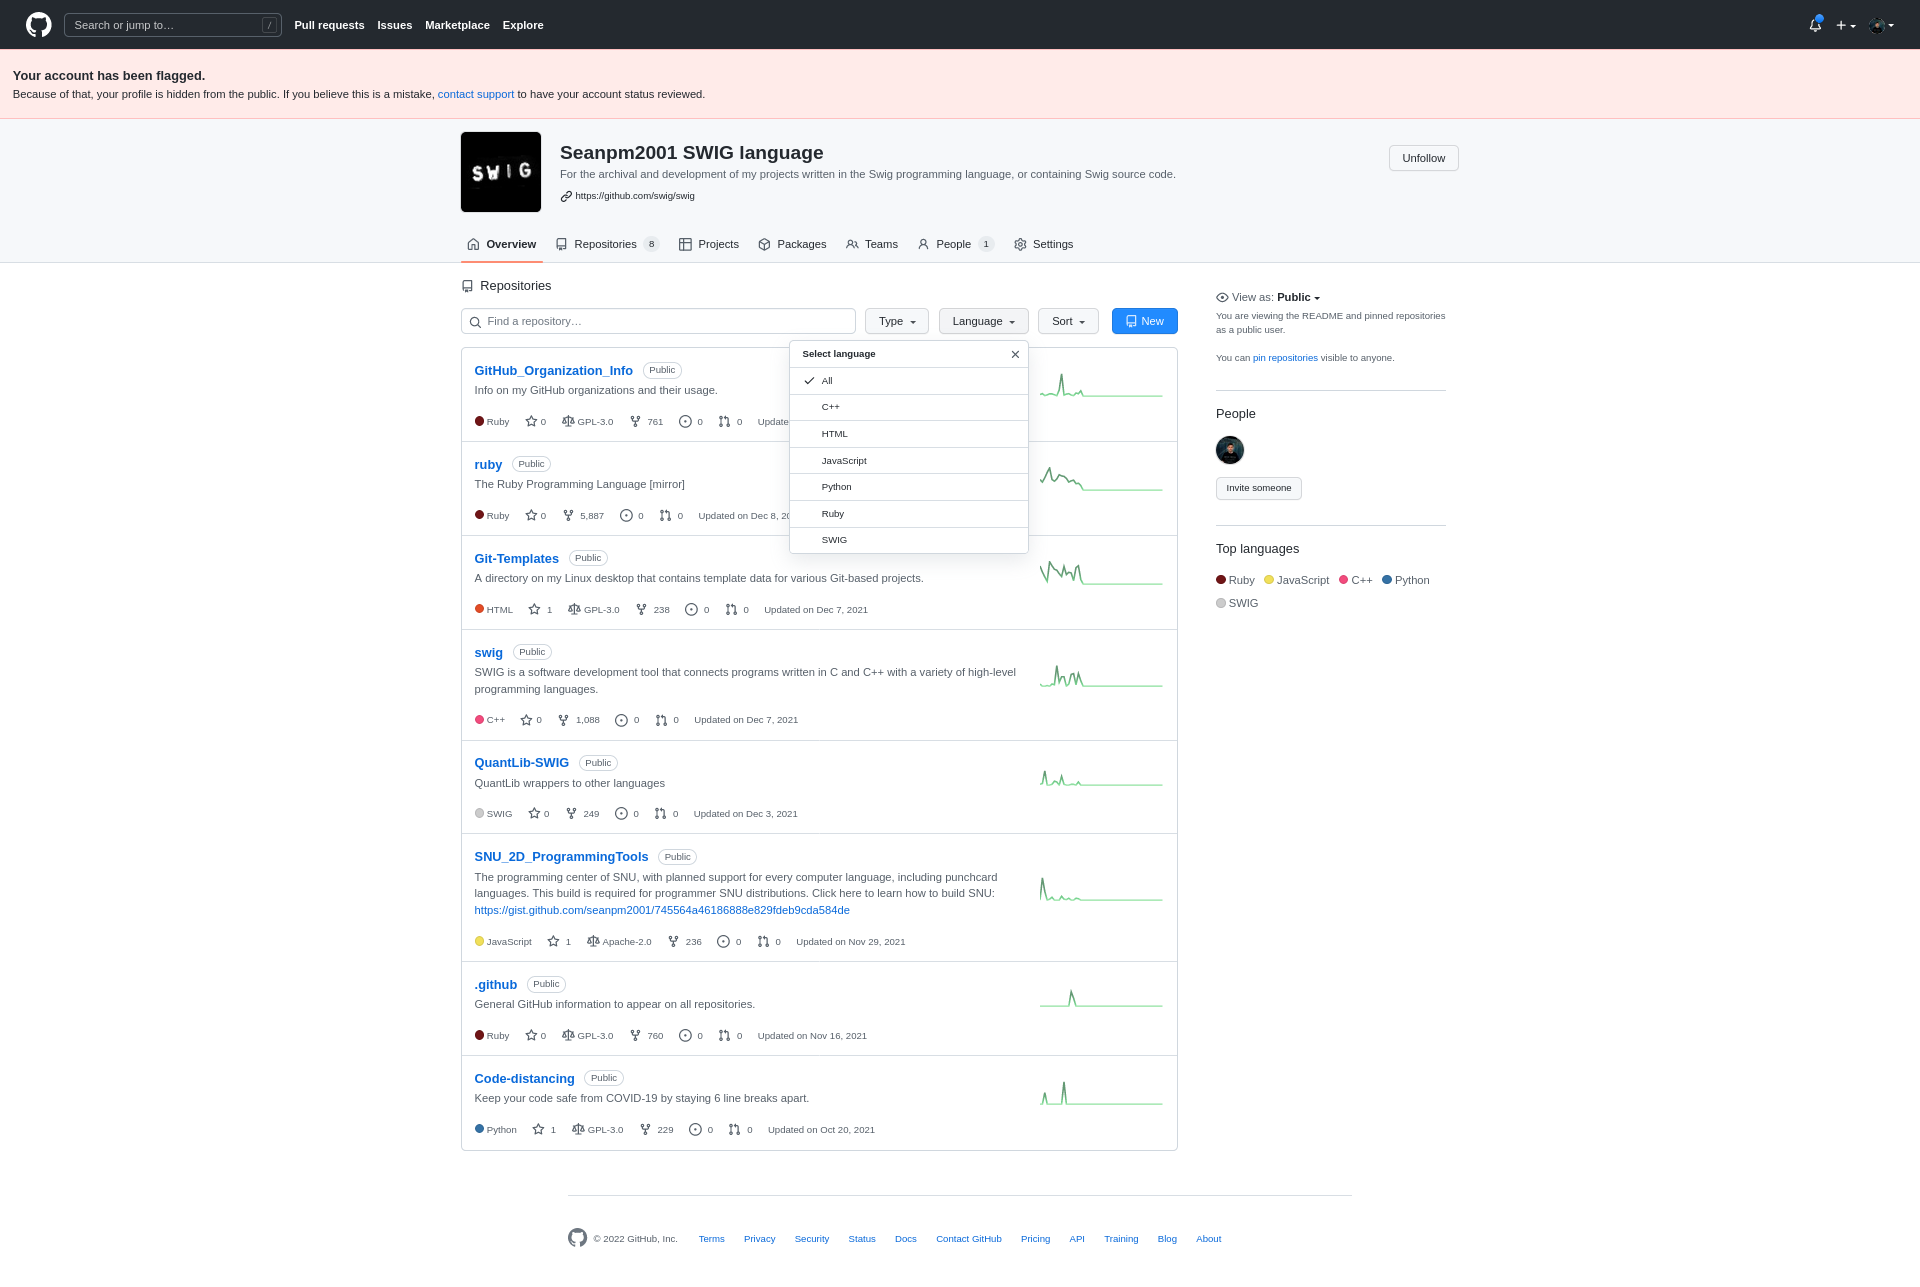 Search or jump to… /
Pull requests Issues Marketplace Explore
Your account has been flagged.
Because of that, your profile is hidden from the public. If you believe this is a mistake, contact support to have your account status reviewed.
SWIG
Seanpm2001 SWIG language
For the archival and development of my projects written in the Swig programming language, or containing Swig source code.
https://github.com/swig/swig
Unfollow
Overview Repositories 8 Projects Packages Teams People 1 Settings
Repositories
Find a repository… Type Language Sort New
Select language
All
C++
HTML
JavaScript
Python
Ruby
SWIG
GitHub_Organization_Info Public
Info on my GitHub organizations and their usage.
Ruby 0 GPL-3.0 761 0 0 Update
ruby Public
The Ruby Programming Language [mirror]
Ruby 0 5,887 0 0 Updated on Dec 8, 20
Git-Templates Public
A directory on my Linux desktop that contains template data for various Git-based projects.
HTML 1 GPL-3.0 238 0 0 Updated on Dec 7, 2021
swig Public
SWIG is a software development tool that connects programs written in C and C++ with a variety of high-level
programming languages.
C++ 0 1,088 0 0 Updated on Dec 7, 2021
QuantLib-SWIG Public
QuantLib wrappers to other languages
SWIG 0 249 0 0 Updated on Dec 3, 2021
SNU_2D_ProgrammingTools Public
The programming center of SNU, with planned support for every computer language, including punchcard
languages. This build is required for programmer SNU distributions. Click here to learn how to build SNU:
https://gist.github.com/seanpm2001/745564a46186888e829fdeb9cda584de
JavaScript 1 Apache-2.0 236 0 0 Updated on Nov 29, 2021
.github Public
General GitHub information to appear on all repositories.
Ruby 0 GPL-3.0 760 0 0 Updated on Nov 16, 2021
Code-distancing Public
Keep your code safe from COVID-19 by staying 6 line breaks apart.
Python 1 GPL-3.0 229 0 0 Updated on Oct 20, 2021
View as: Public
You are viewing the README and pinned repositories
as a public user.
You can pin repositories visible to anyone.
People
Invite someone
Top languages
Ruby JavaScript C++ Python
SWIG
© 2022 GitHub, Inc. Terms Privacy Security Status Docs Contact GitHub Pricing API Training Blog About